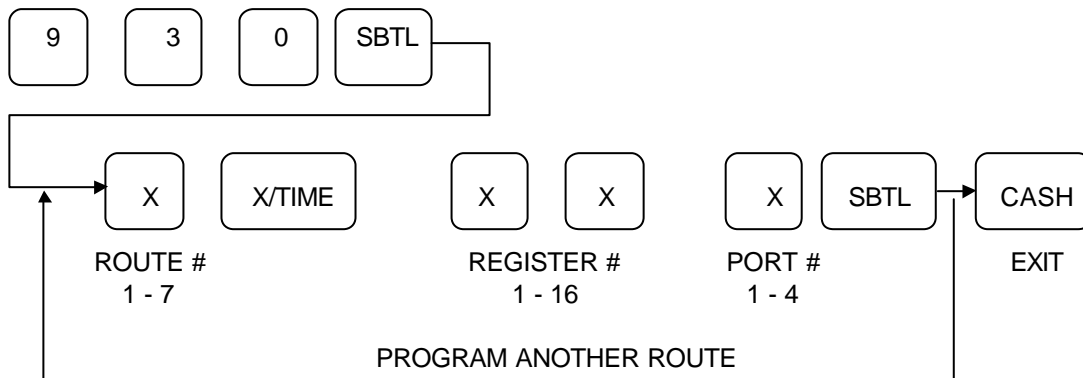 9 3 0 SBTL
X X/TIME X X X SBTL CASH
ROUTE # REGISTER # PORT # EXIT
1 - 7 1 - 16 1 - 4
PROGRAM ANOTHER ROUTE